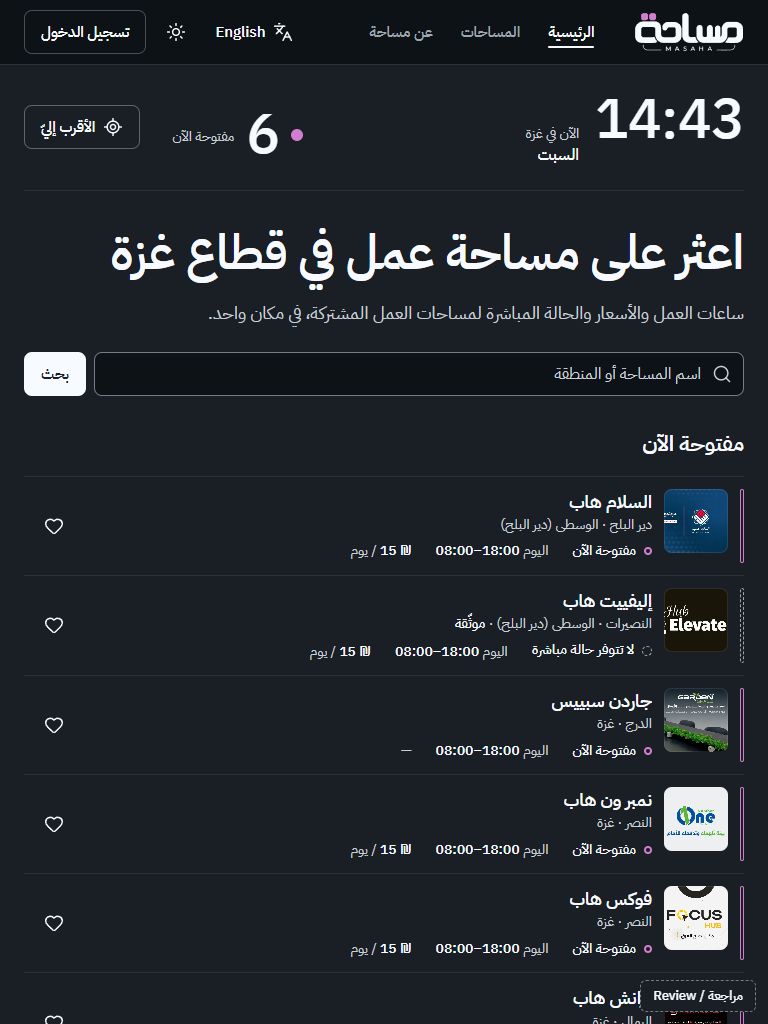 مساحة
MASAHA
الرئيسية
المساحات
عن مساحة
English
تسجيل الدخول
14:43
الآن في غزة
السبت
6
مفتوحة الآن
الأقرب إليّ
اعثر على مساحة عمل في قطاع غزة
ساعات العمل والأسعار والحالة المباشرة لمساحات العمل المشتركة، في مكان واحد.
اسم المساحة أو المنطقة
بحث
مفتوحة الآن
السلام هاب
دير البلح · الوسطى (دير البلح)
مفتوحة الآن اليوم 08:00–18:00 ₪ 15 / يوم
Hub
Elevate
إليفييت هاب
النصيرات · الوسطى (دير البلح) · موثّقة
لا تتوفر حالة مباشرة اليوم 08:00–18:00 ₪ 15 / يوم
GARDEN
جاردن سبييس
الدرج · غزة
مفتوحة الآن اليوم 08:00–18:00 —
One
نمبر ون هاب
النصر · غزة
مفتوحة الآن اليوم 08:00–18:00 ₪ 15 / يوم
FOCUS
HUB
فوكس هاب
النصر · غزة
مفتوحة الآن اليوم 08:00–18:00 ₪ 15 / يوم
هاب
غزة
مراجعة / Review